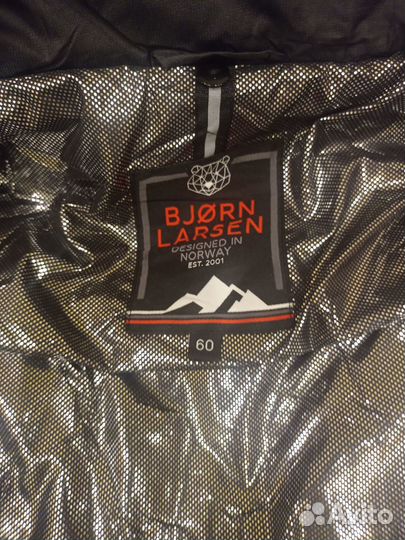 BJØRN
LARSEN
DESIGNED IN
NORWAY
EST. 2001
60
Avito